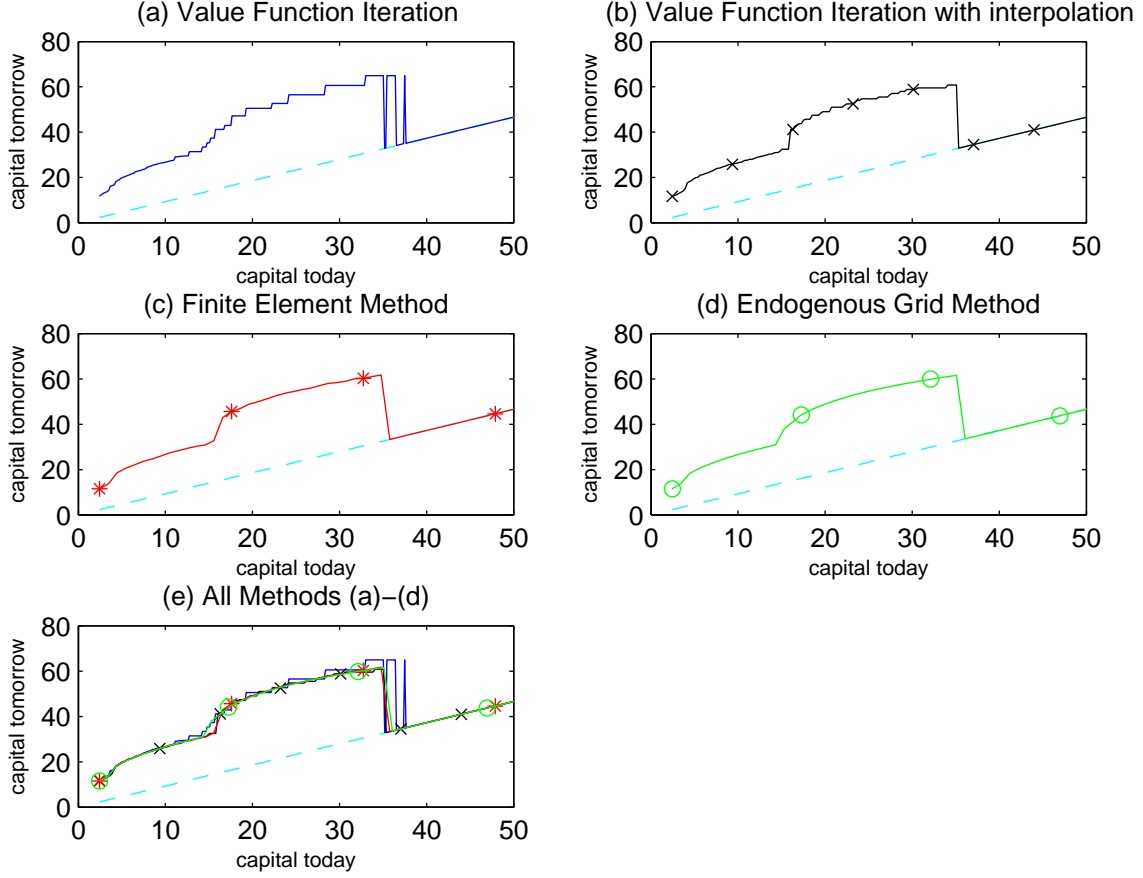 (a) Value Function Iteration
80
60
40
20
0
capital tomorrow
0 10 20 30 40 50
capital today
(b) Value Function Iteration with interpolation
80
60
40
20
0
capital tomorrow
0 10 20 30 40 50
capital today
(c) Finite Element Method
80
60
40
20
0
capital tomorrow
0 10 20 30 40 50
capital today
(d) Endogenous Grid Method
80
60
40
20
0
capital tomorrow
0 10 20 30 40 50
capital today
(e) All Methods (a)−(d)
80
60
40
20
0
capital tomorrow
0 10 20 30 40 50
capital today